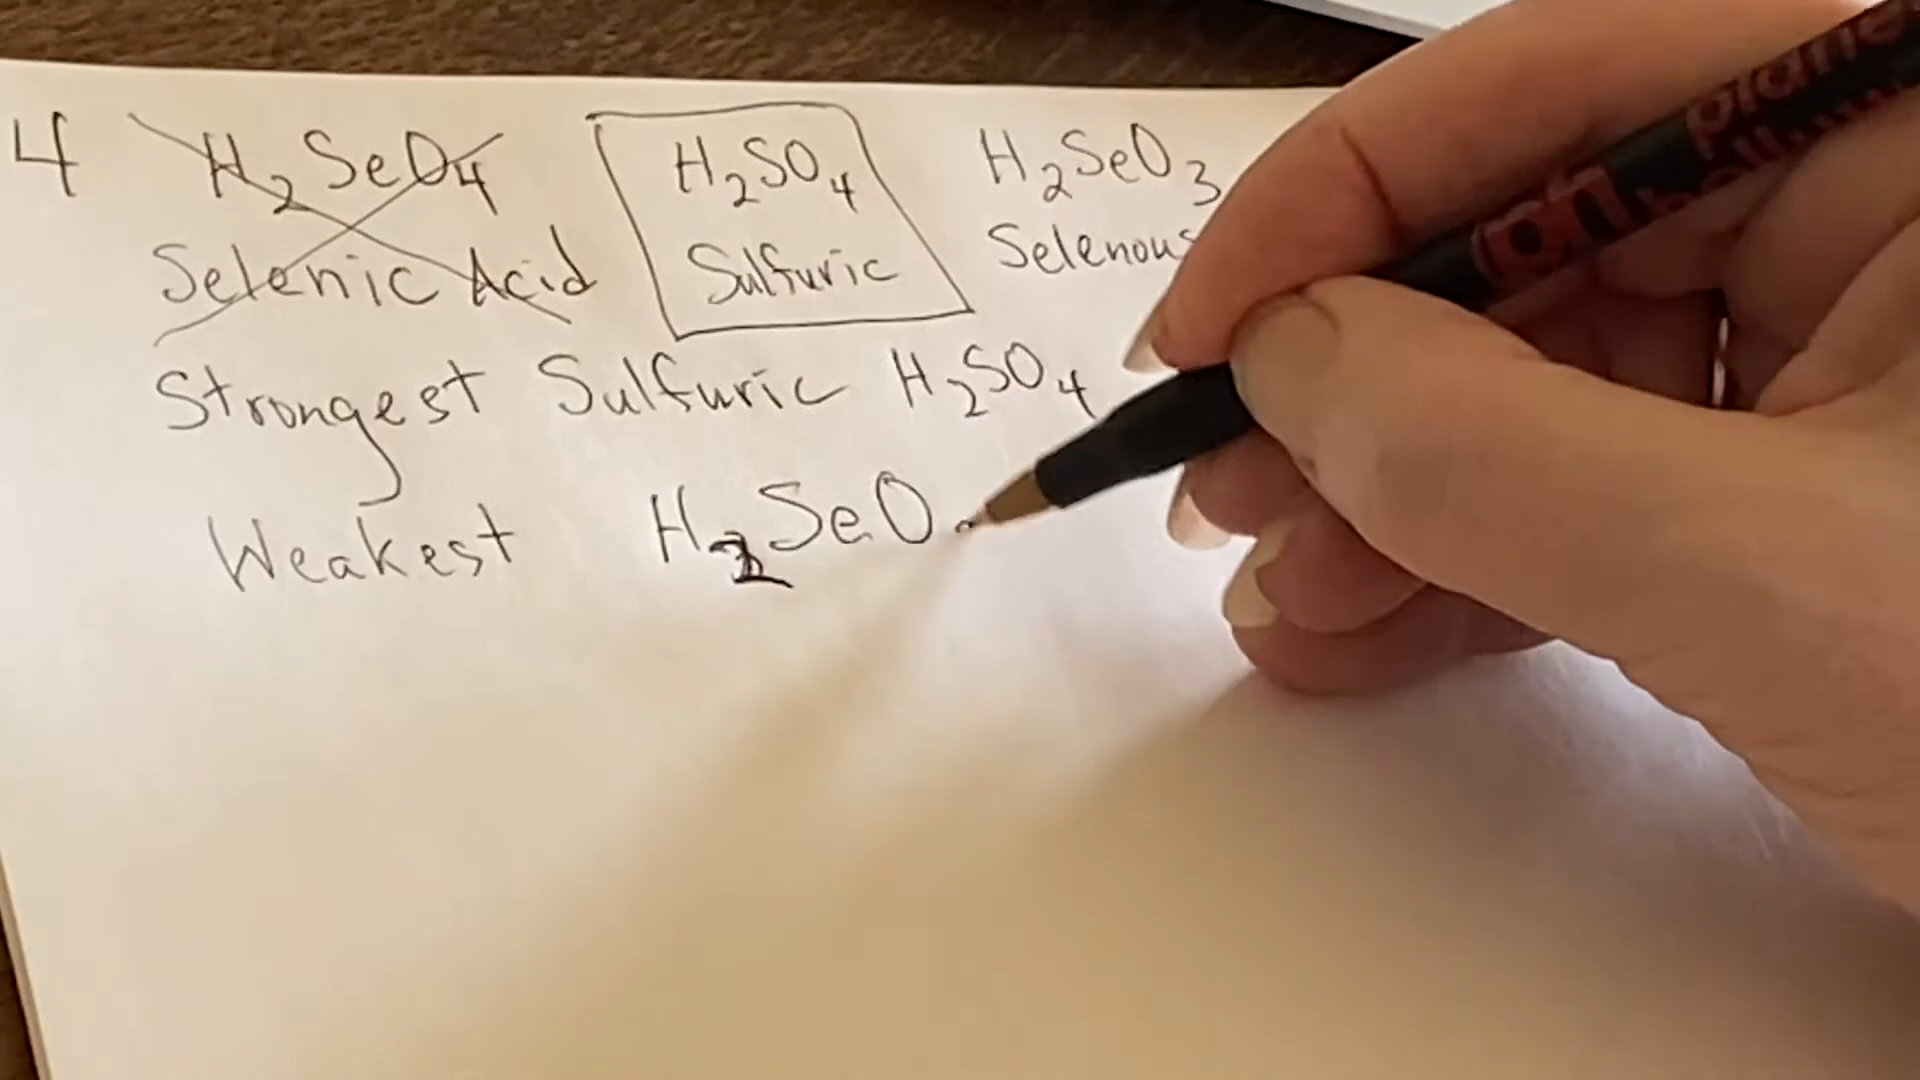 4 H₂SeO₄ H₂SO₄ H₂SeO₃
Selenic Acid Sulfuric Selenous
Strongest Sulfuric H₂SO₄
Weakest H₂SeO